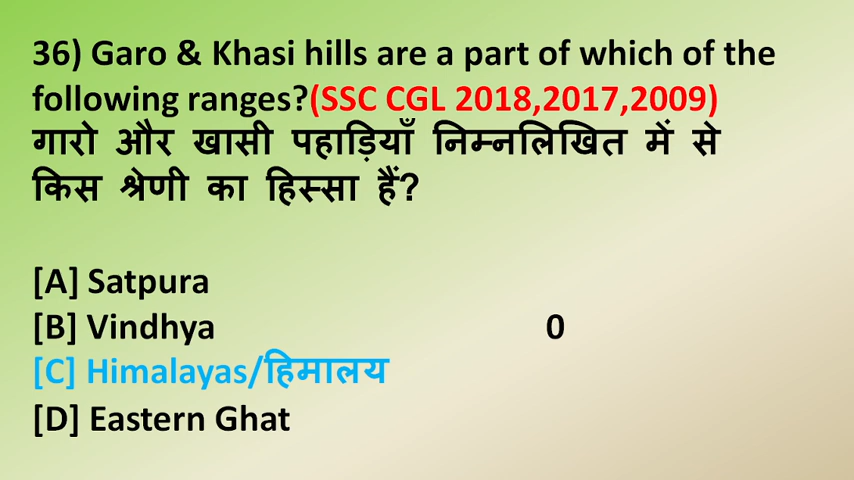 36) Garo & Khasi hills are a part of which of the
following ranges?(SSC CGL 2018,2017,2009)
गारो और खासी पहाड़ियाँ निम्नलिखित में से
किस श्रेणी का हिस्सा हैं?
[A] Satpura
[B] Vindhya 0
[C] Himalayas/हिमालय
[D] Eastern Ghat